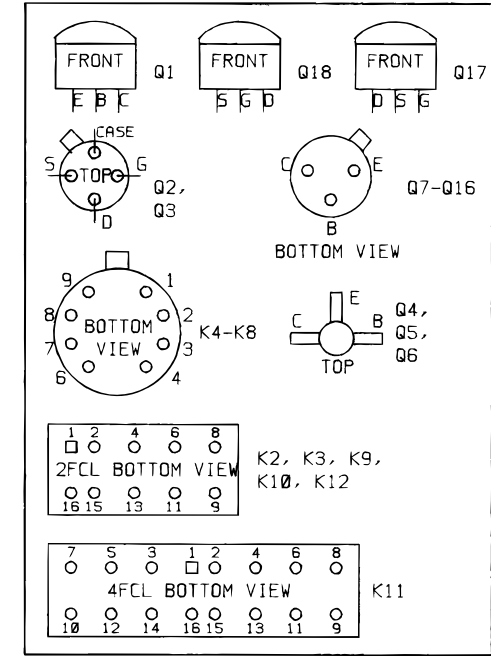 FRONT FRONT FRONT
Q1 Q18 Q17
E B C S G D D S G
CASE
S TOP G
D
Q2,
Q3
C E
B
Q7-Q16
BOTTOM VIEW
9 1
8 2
BOTTOM
VIEW
7 3
6 4
K4-K8
E
C B
TOP
Q4,
Q5,
Q6
1 2 4 6 8
2FCL BOTTOM VIEW
16 15 13 11 9
K2, K3, K9,
K10, K12
7 5 3 1 2 4 6 8
4FCL BOTTOM VIEW
10 12 14 16 15 13 11 9
K11